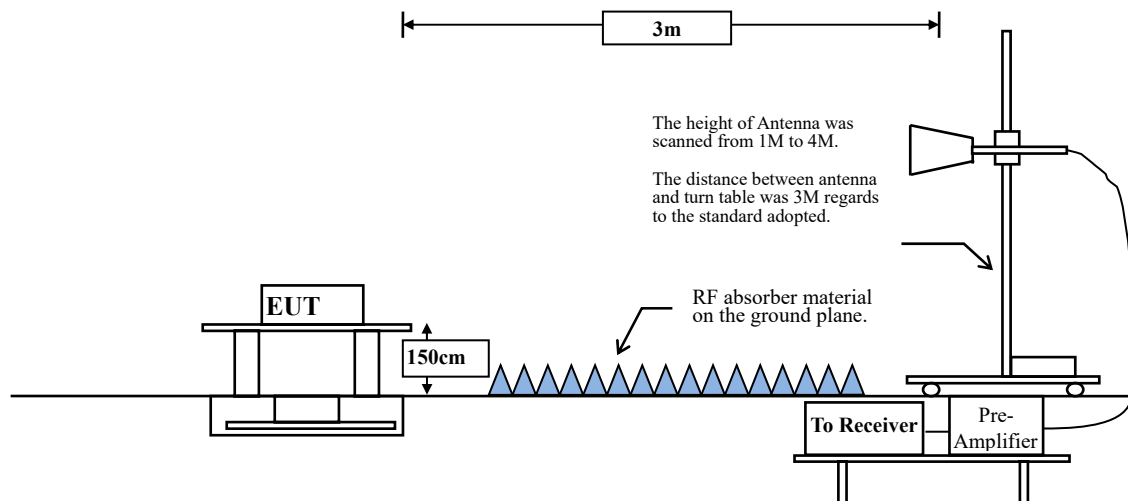 3m
The height of Antenna was
scanned from 1M to 4M.
The distance between antenna
and turn table was 3M regards
to the standard adopted.
EUT
RF absorber material
on the ground plane.
150cm
To Receiver
Pre-
Amplifier